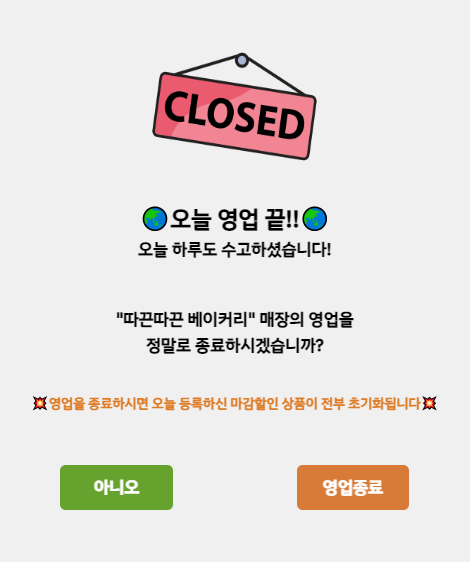 CLOSED
🌏오늘 영업 끝!!🌏
오늘 하루도 수고하셨습니다!
"따끈따끈 베이커리" 매장의 영업을
정말로 종료하시겠습니까?
💥영업을 종료하시면 오늘 등록하신 마감할인 상품이 전부 초기화됩니다💥
아니오
영업종료